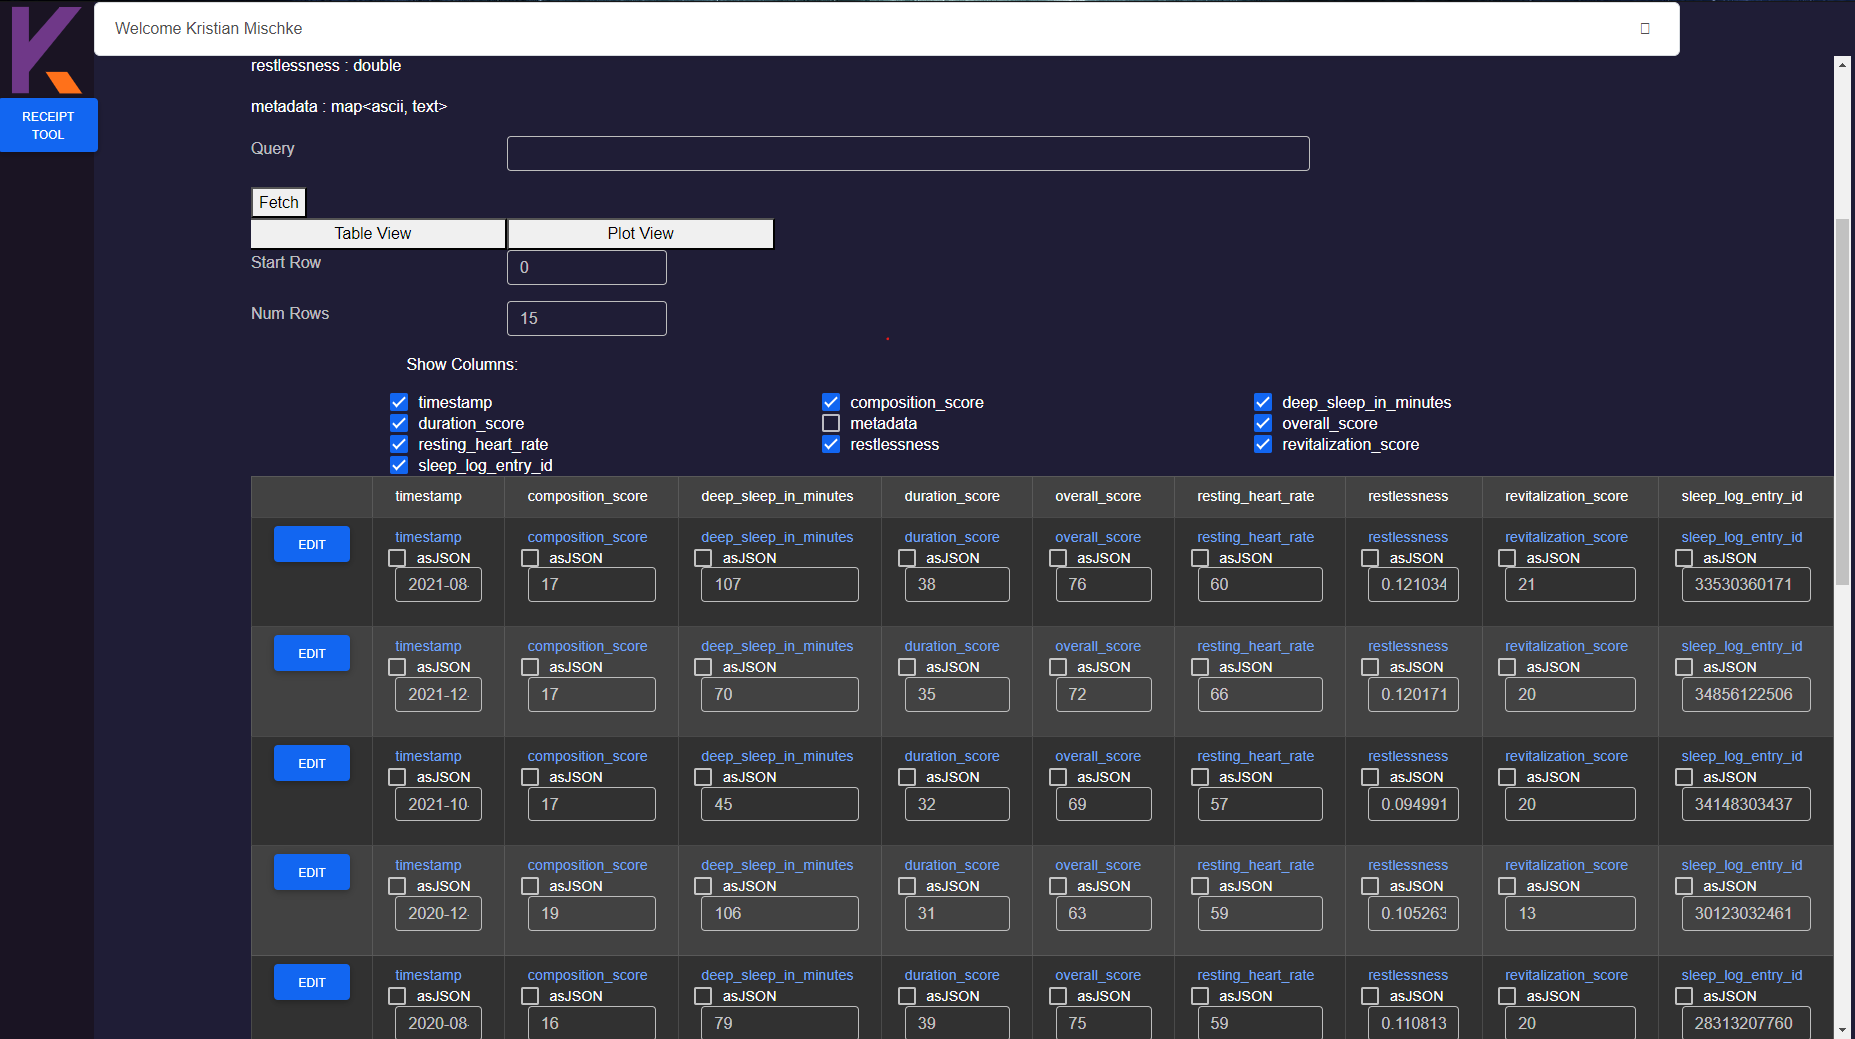 Welcome Kristian Mischke
RECEIPT
TOOL
restlessness : double
metadata : map<ascii, text>
Query
Fetch
Table View Plot View
Start Row 0
Num Rows 15
Show Columns:
timestamp composition_score deep_sleep_in_minutes
duration_score metadata overall_score
resting_heart_rate restlessness revitalization_score
sleep_log_entry_id
timestamp composition_score deep_sleep_in_minutes duration_score overall_score resting_heart_rate restlessness revitalization_score sleep_log_entry_id
EDIT timestamp composition_score deep_sleep_in_minutes duration_score overall_score resting_heart_rate restlessness revitalization_score sleep_log_entry_id
asJSON asJSON asJSON asJSON asJSON asJSON asJSON asJSON asJSON
2021-08- 17 107 38 76 60 0.121034 21 33530360171
EDIT timestamp composition_score deep_sleep_in_minutes duration_score overall_score resting_heart_rate restlessness revitalization_score sleep_log_entry_id
asJSON asJSON asJSON asJSON asJSON asJSON asJSON asJSON asJSON
2021-12- 17 70 35 72 66 0.120171 20 34856122506
EDIT timestamp composition_score deep_sleep_in_minutes duration_score overall_score resting_heart_rate restlessness revitalization_score sleep_log_entry_id
asJSON asJSON asJSON asJSON asJSON asJSON asJSON asJSON asJSON
2021-10- 17 45 32 69 57 0.094991 20 34148303437
EDIT timestamp composition_score deep_sleep_in_minutes duration_score overall_score resting_heart_rate restlessness revitalization_score sleep_log_entry_id
asJSON asJSON asJSON asJSON asJSON asJSON asJSON asJSON asJSON
2020-12- 19 106 31 63 59 0.105263 13 30123032461
EDIT timestamp composition_score deep_sleep_in_minutes duration_score overall_score resting_heart_rate restlessness revitalization_score sleep_log_entry_id
asJSON asJSON asJSON asJSON asJSON asJSON asJSON asJSON asJSON
2020-08- 16 79 39 75 59 0.110813 20 28313207760